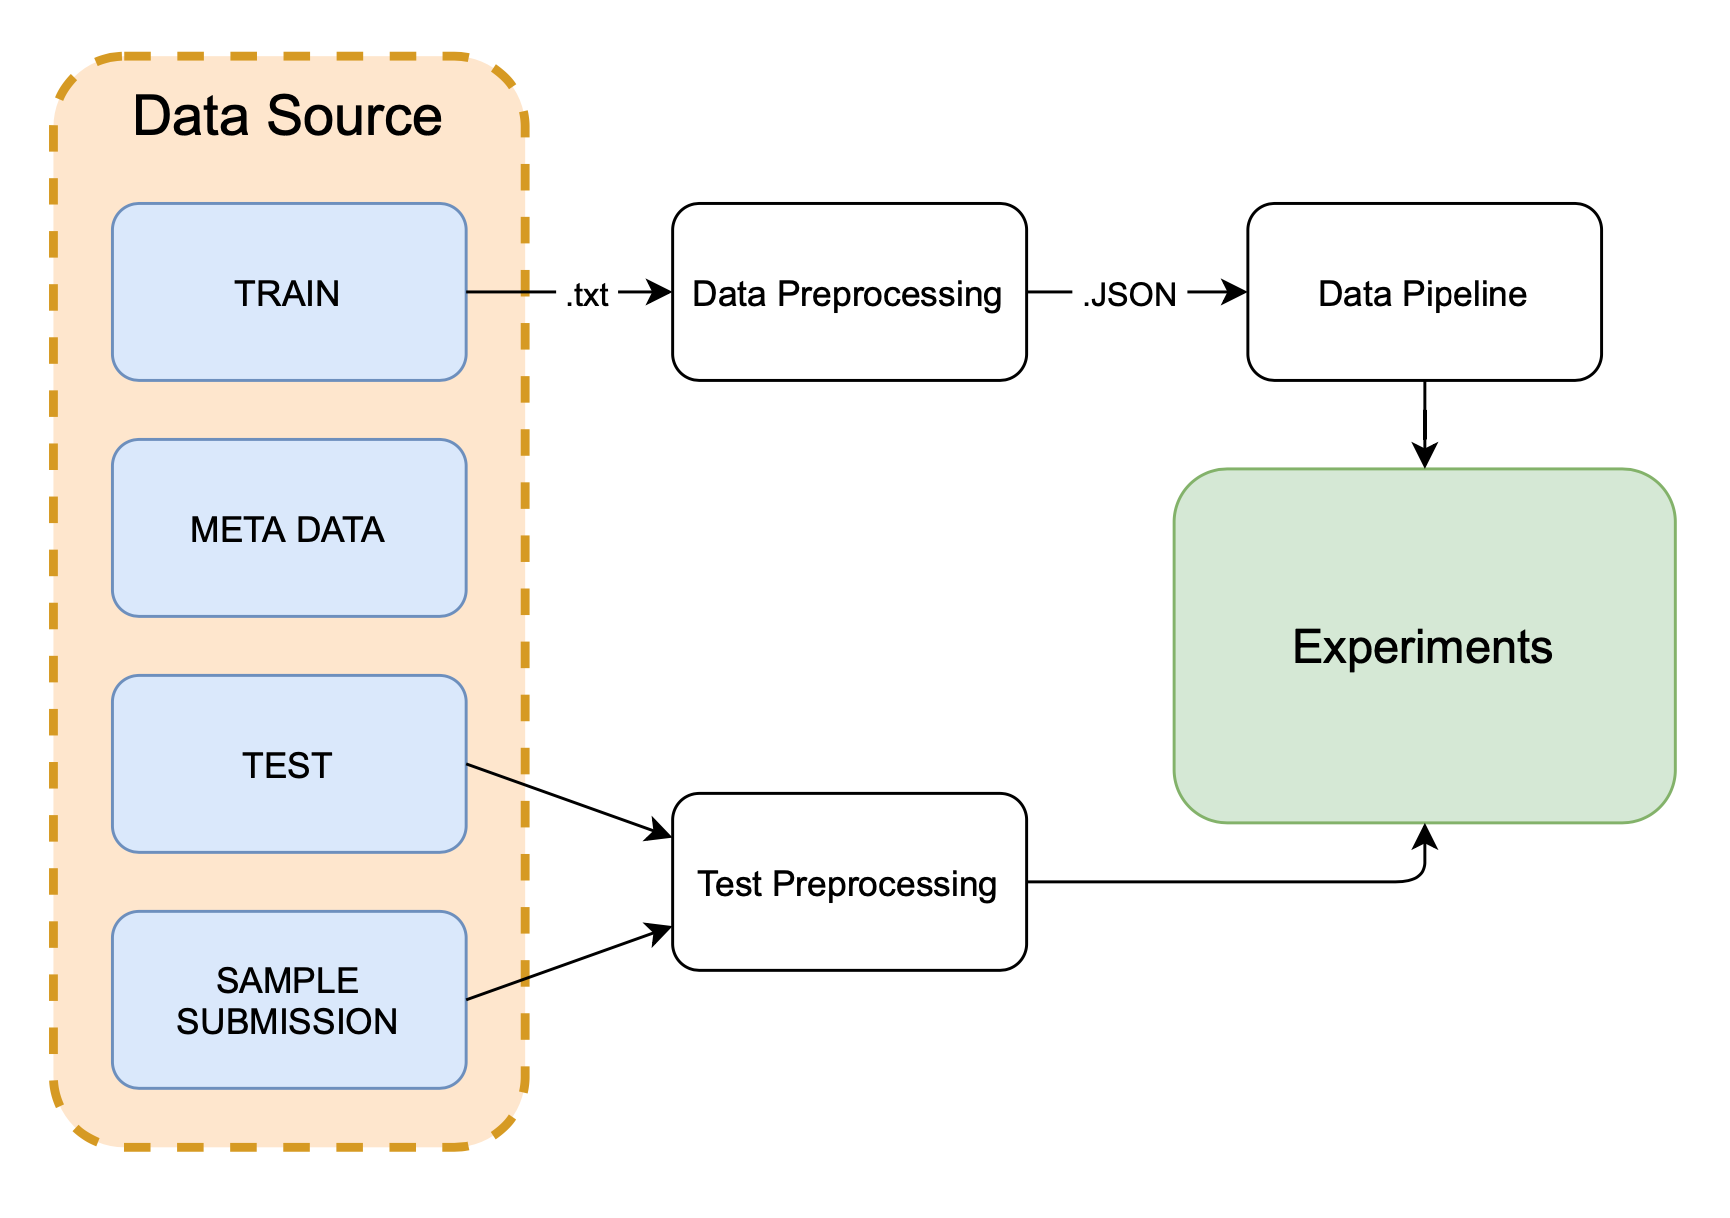 Data Source
TRAIN
.txt
Data Preprocessing
.JSON
Data Pipeline
META DATA
Experiments
TEST
Test Preprocessing
SAMPLE
SUBMISSION